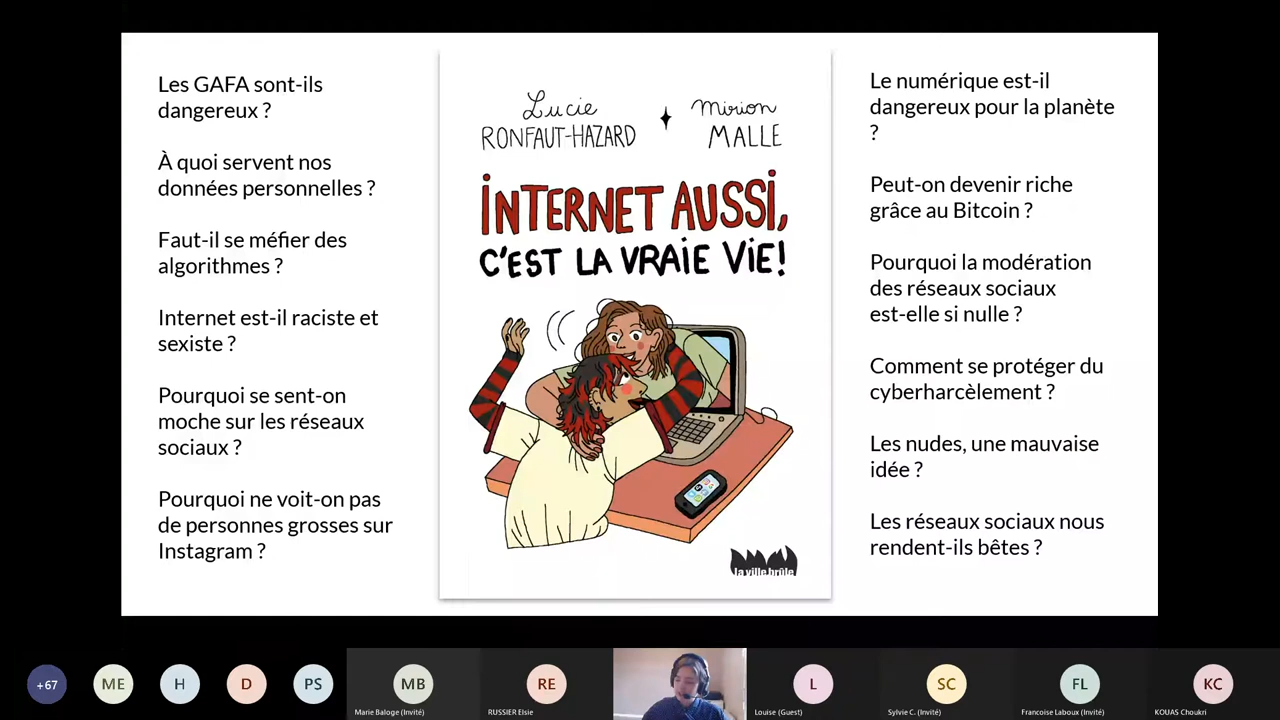 Les GAFA sont-ils
dangereux ?
À quoi servent nos
données personnelles ?
Faut-il se méfier des
algorithmes ?
Internet est-il raciste et
sexiste ?
Pourquoi se sent-on
moche sur les réseaux
sociaux ?
Pourquoi ne voit-on pas
de personnes grosses sur
Instagram ?
Lucie
RONFAUT-HAZARD
Mirion
MALLE
INTERNET AUSSI,
C'EST LA VRAIE VIE!
la ville brûle
Le numérique est-il
dangereux pour la planète
?
Peut-on devenir riche
grâce au Bitcoin ?
Pourquoi la modération
des réseaux sociaux
est-elle si nulle ?
Comment se protéger du
cyberharcèlement ?
Les nudes, une mauvaise
idée ?
Les réseaux sociaux nous
rendent-ils bêtes ?
+67
ME
H
D
PS
MB
Marie Baloge (Invité)
RE
RUSSIER Elsie
L
Louise (Guest)
SC
Sylvie C. (Invité)
FL
Francoise Laboux (Invité)
KC
KOUAS Choukri